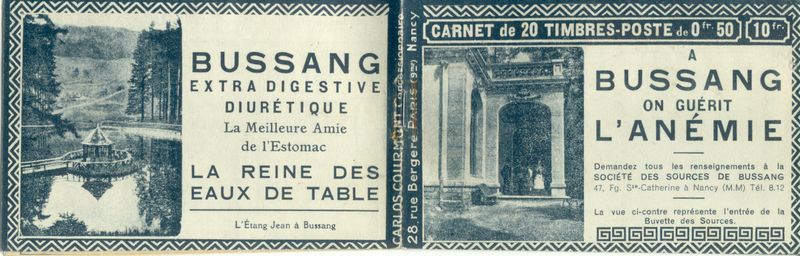 BUSSANG
EXTRA DIGESTIVE
DIURÉTIQUE
La Meilleure Amie
de l'Estomac
LA REINE DES
EAUX DE TABLE
L'Étang Jean à Bussang
CARLOS COURMONT Concessionnaire
28, rue Bergère PARIS (9me) Nancy
CARNET de 20 TIMBRES-POSTE de 0fr. 50
10fr.
A
BUSSANG
ON GUÉRIT
L'ANÉMIE
Demandez tous les renseignements à la
SOCIÉTÉ DES SOURCES DE BUSSANG
47, Fg. Ste-Catherine à Nancy (M.M) Tél. 8.12
La vue ci-contre représente l'entrée de la
Buvette des Sources.